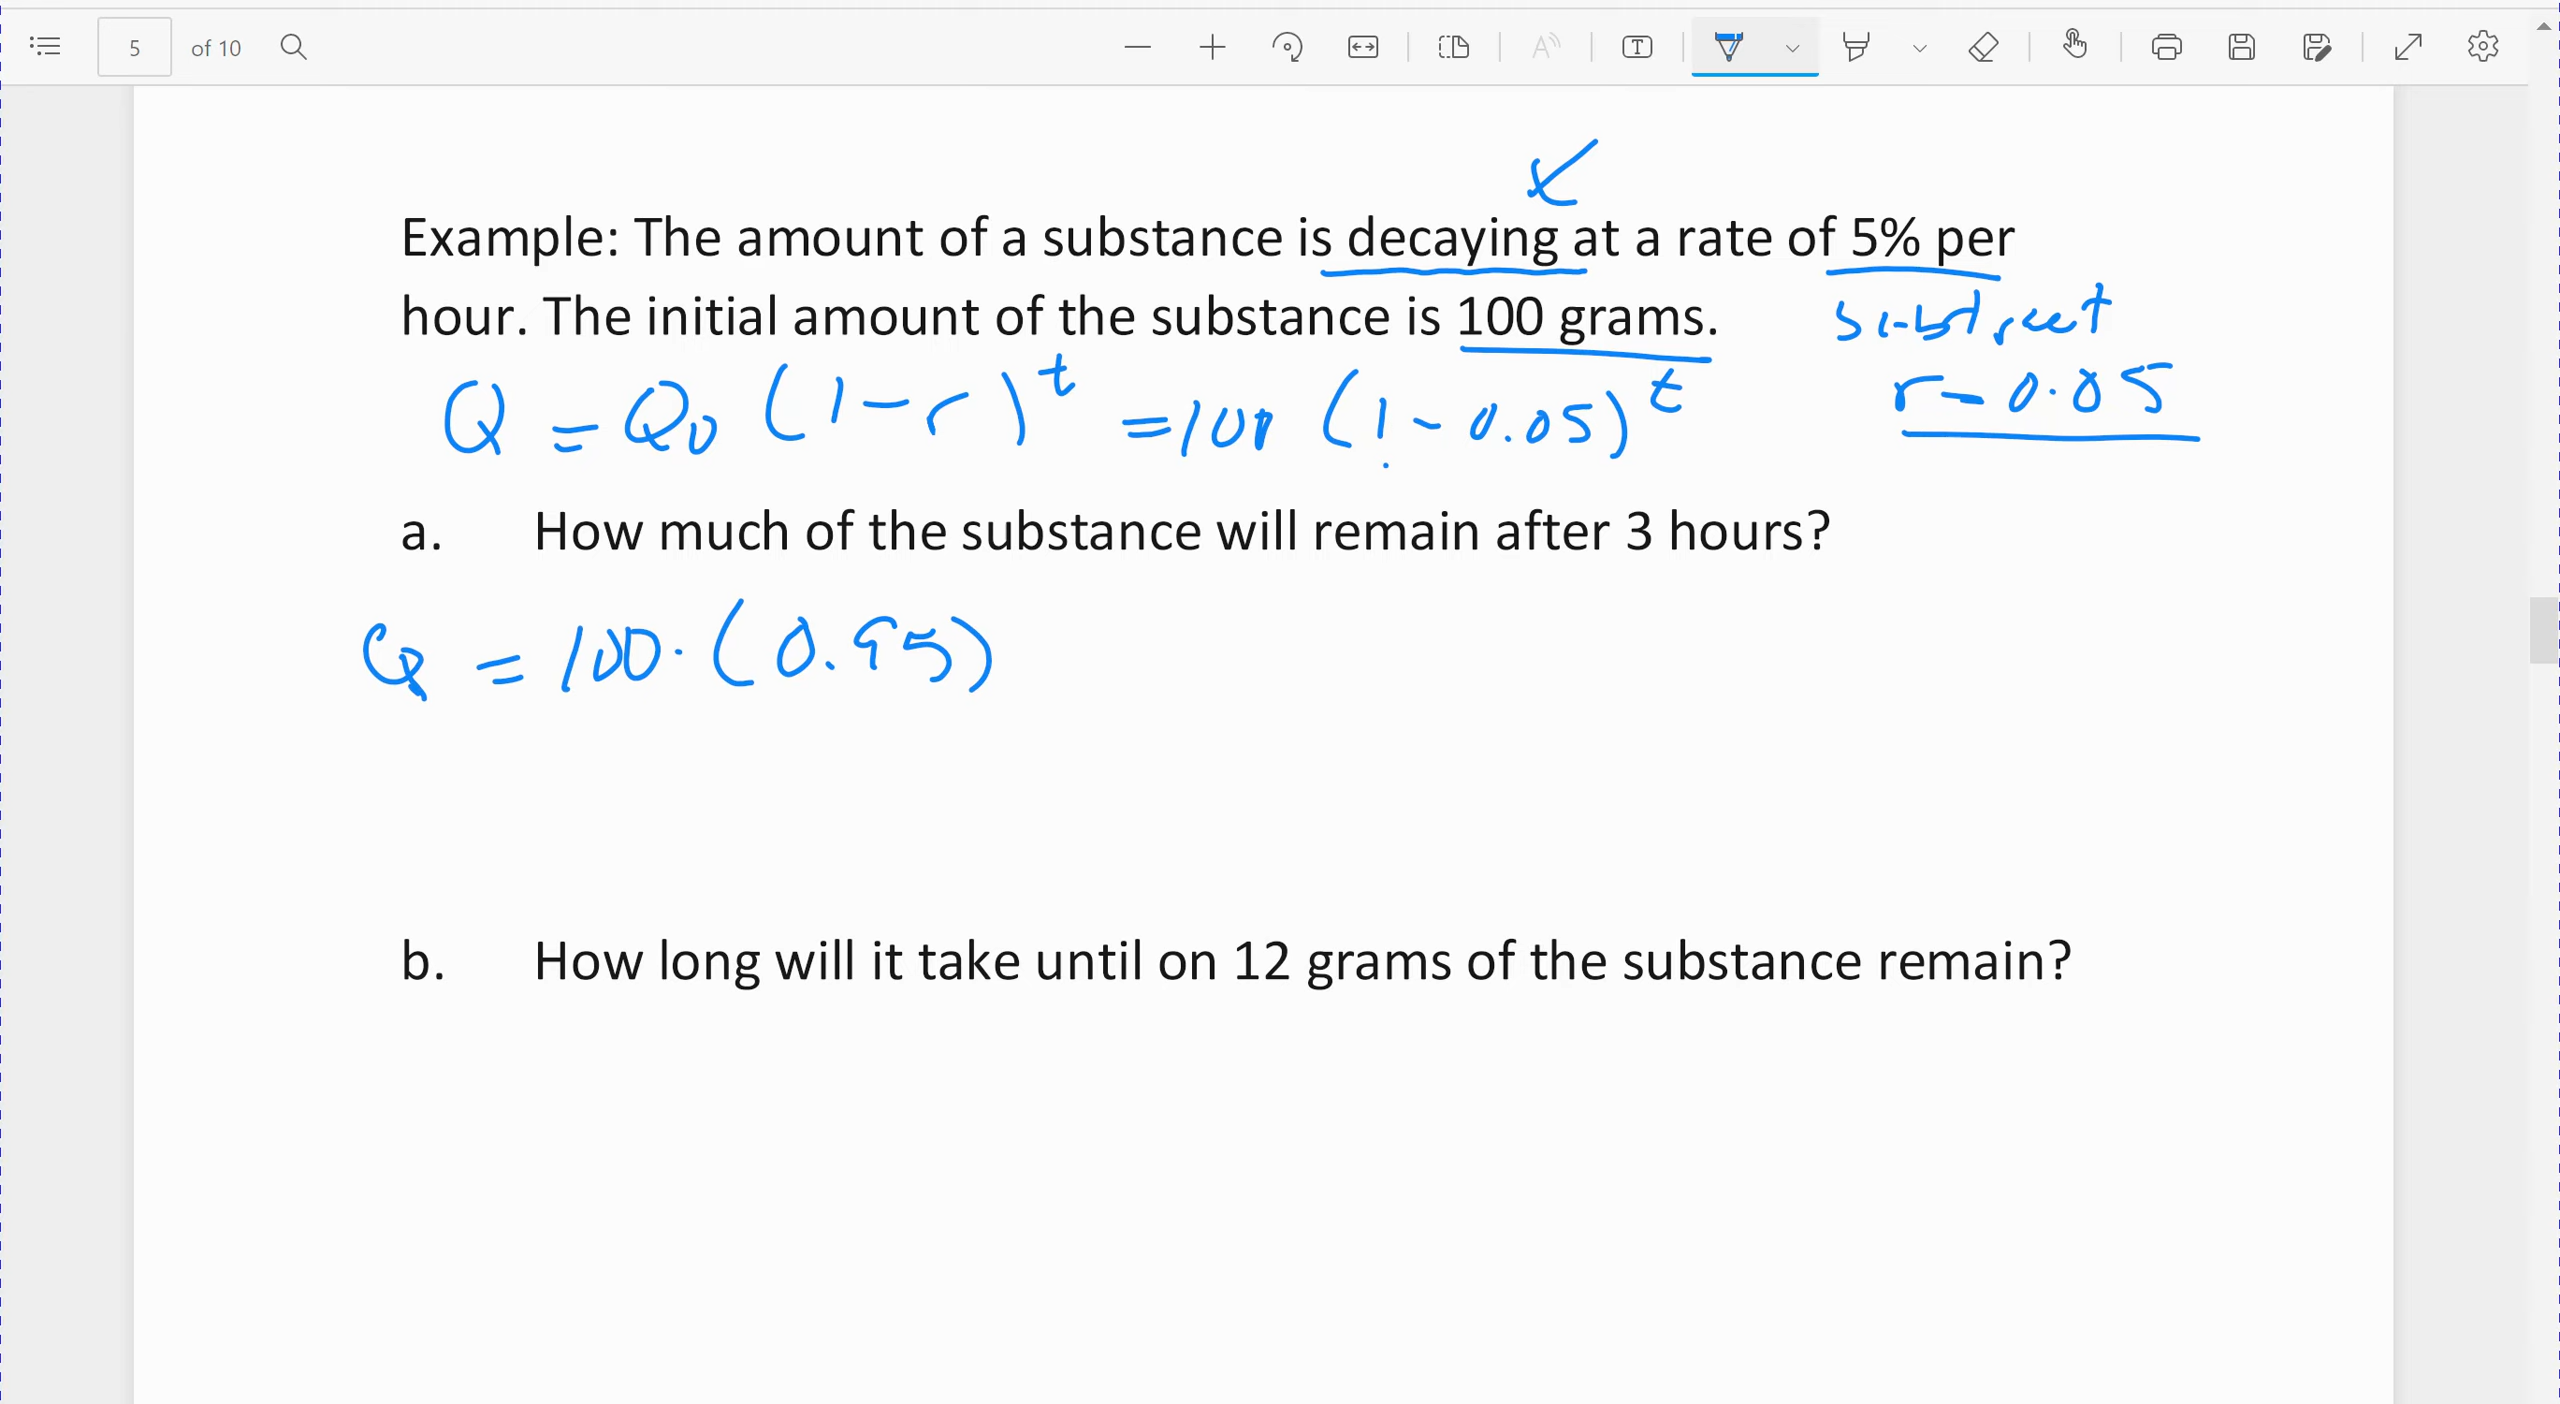 5 of 10
Example: The amount of a substance is decaying at a rate of 5% per
hour. The initial amount of the substance is 100 grams.
subtract
r = 0.05
Q = Q₀ (1 - r)ᵗ = 100 (1 - 0.05)ᵗ
a. How much of the substance will remain after 3 hours?
Q = 100 · (0.95)
b. How long will it take until on 12 grams of the substance remain?